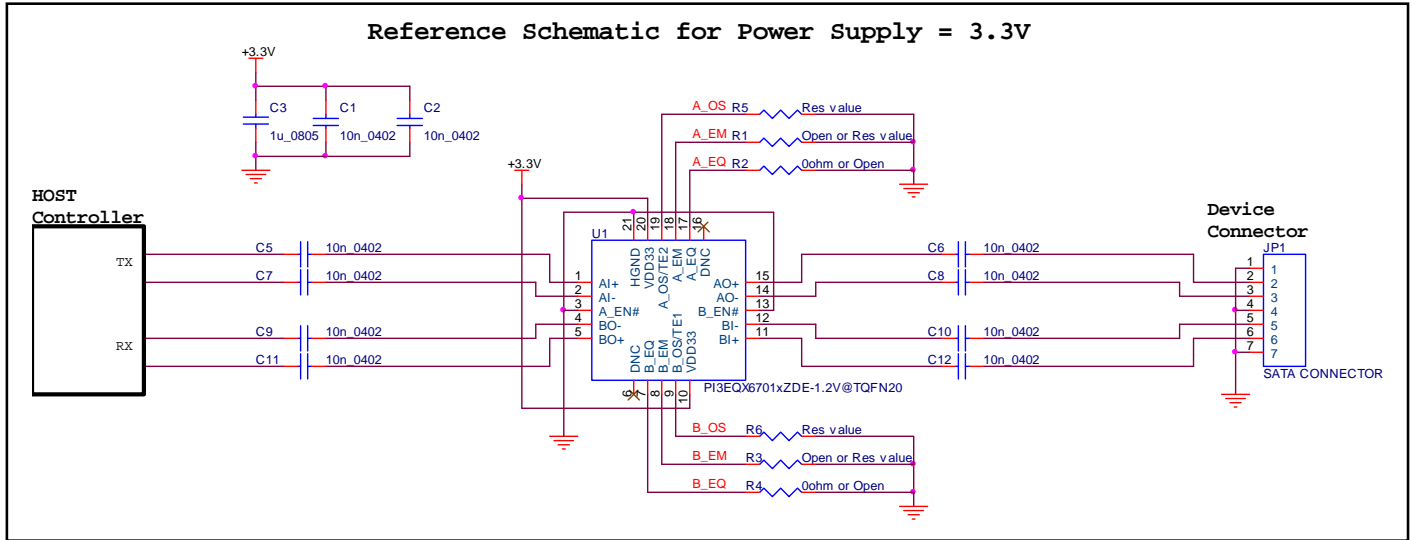 Reference Schematic for Power Supply = 3.3V
+3.3V
C3
C1
C2
1u_0805
10n_0402
10n_0402
A_OS R5 Res value
A_EM R1 Open or Res value
A_EQ R2 0ohm or Open
+3.3V
HOST
Controller
TX
RX
C5 10n_0402
C7 10n_0402
C9 10n_0402
C11 10n_0402
U1
21 20 19 18 17 16
HGND VDD33 A_OS/TE2 A_EM A_EQ DNC
1 AI+
2 AI-
3 A_EN#
4 BO-
5 BO+
AO+ 15
AO- 14
B_EN# 13
BI- 12
BI+ 11
DNC B_EQ B_EM B_OS/TE1 VDD33
6 7 8 9 10
PI3EQX6701xZDE-1.2V@TQFN20
C6 10n_0402
C8 10n_0402
C10 10n_0402
C12 10n_0402
Device
Connector
JP1
1 1
2 2
3 3
4 4
5 5
6 6
7 7
SATA CONNECTOR
B_OS R6 Res value
B_EM R3 Open or Res value
B_EQ R4 0ohm or Open